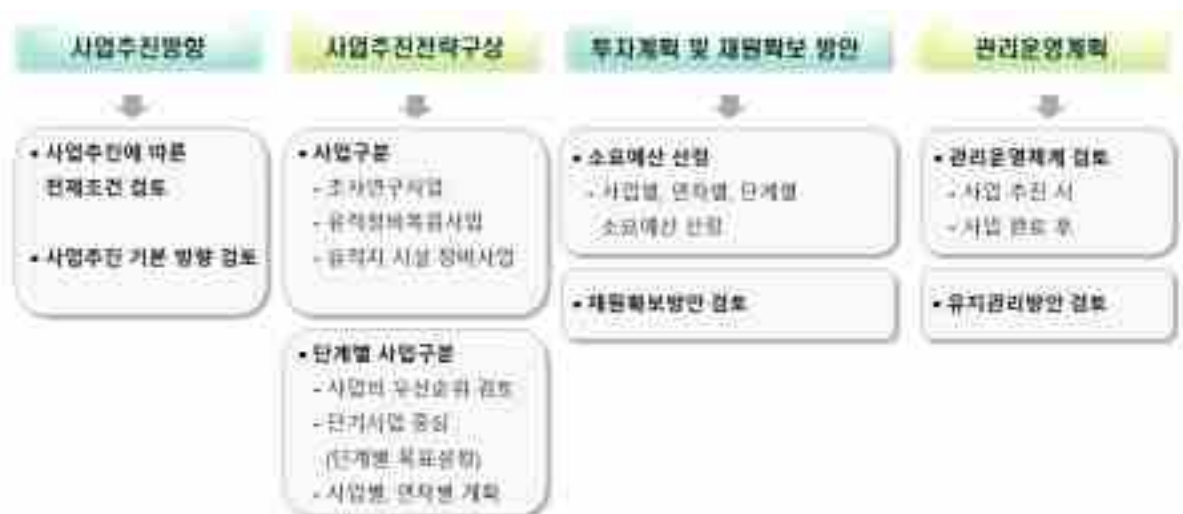 사업추진방향
• 사업추진에 따른
전제조건 검토
• 사업추진 기본 방향 검토
사업추진전략구상
• 사업구분
- 조사연구사업
- 유적정비복원사업
- 유적지 시설 정비사업
• 단계별 사업구분
- 사업의 우선순위 검토
- 단기사업 중심
(단계별 목표설정)
- 사업별, 연차별 계획
투자계획 및 재원확보 방안
• 소요예산 산정
- 사업별, 연차별, 단계별
소요예산 산정
• 재원확보방안 검토
관리운영계획
• 관리운영체계 검토
- 사업 추진 시
- 사업 완료 후
• 유지관리방안 검토